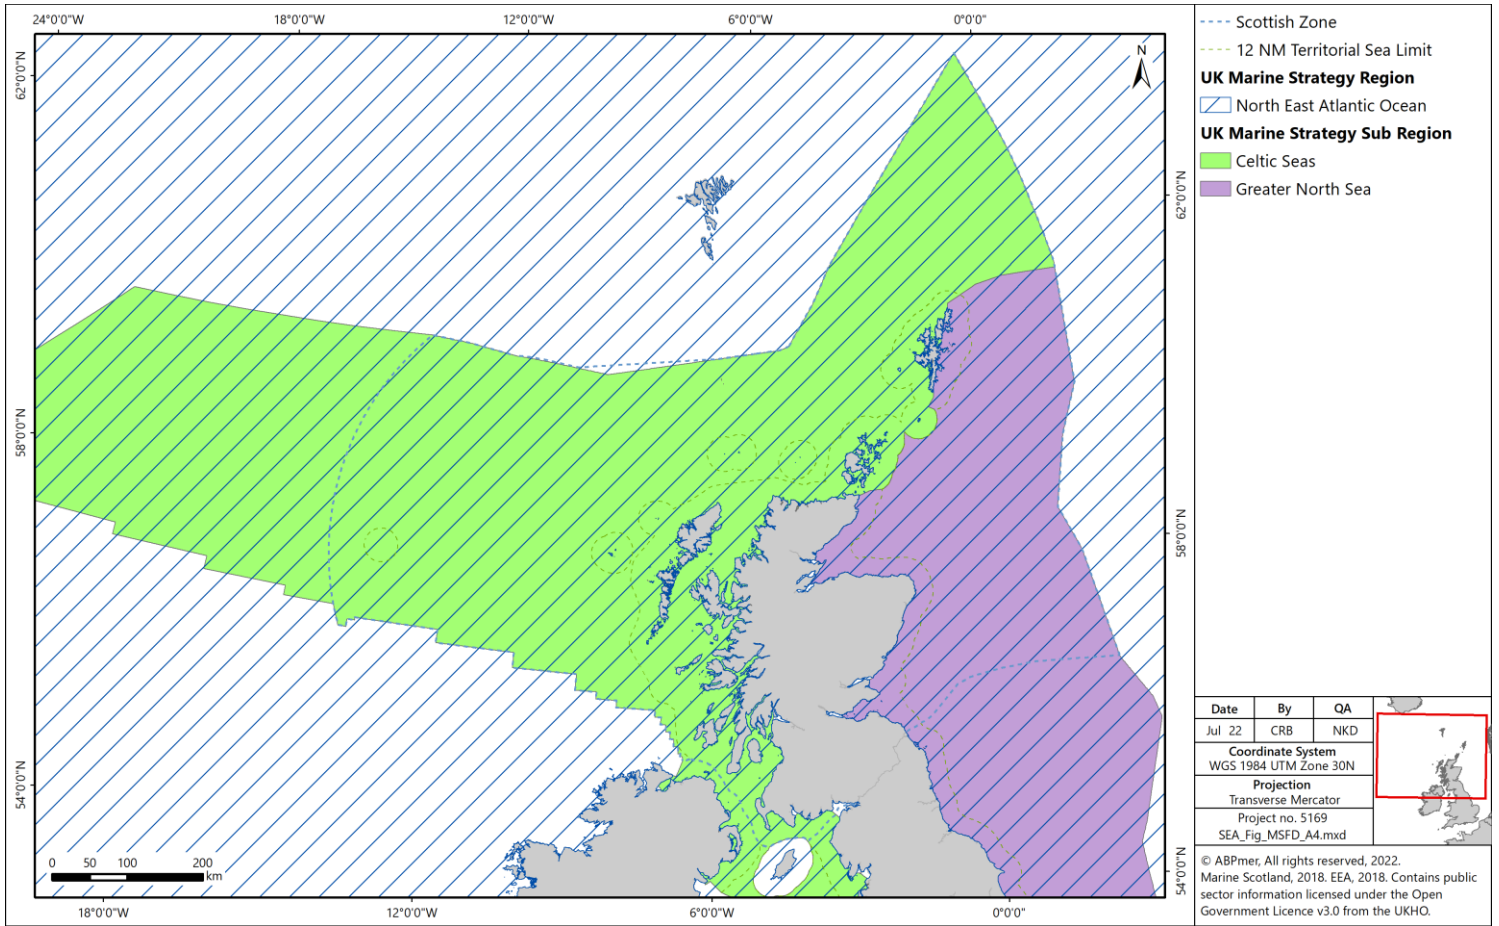 24°0'0"W 18°0'0"W 12°0'0"W 6°0'0"W 0°0'0"
62°0'0"N
58°0'0"N
54°0'0"N
62°0'0"N
58°0'0"N
54°0'0"N
N
0 50 100 200
km
18°0'0"W 12°0'0"W 6°0'0"W 0°0'0"
Scottish Zone
12 NM Territorial Sea Limit
UK Marine Strategy Region
North East Atlantic Ocean
UK Marine Strategy Sub Region
Celtic Seas
Greater North Sea
Date By QA
Jul 22 CRB NKD
Coordinate System
WGS 1984 UTM Zone 30N
Projection
Transverse Mercator
Project no. 5169
SEA_Fig_MSFD_A4.mxd
© ABPmer, All rights reserved, 2022.
Marine Scotland, 2018. EEA, 2018. Contains public
sector information licensed under the Open
Government Licence v3.0 from the UKHO.